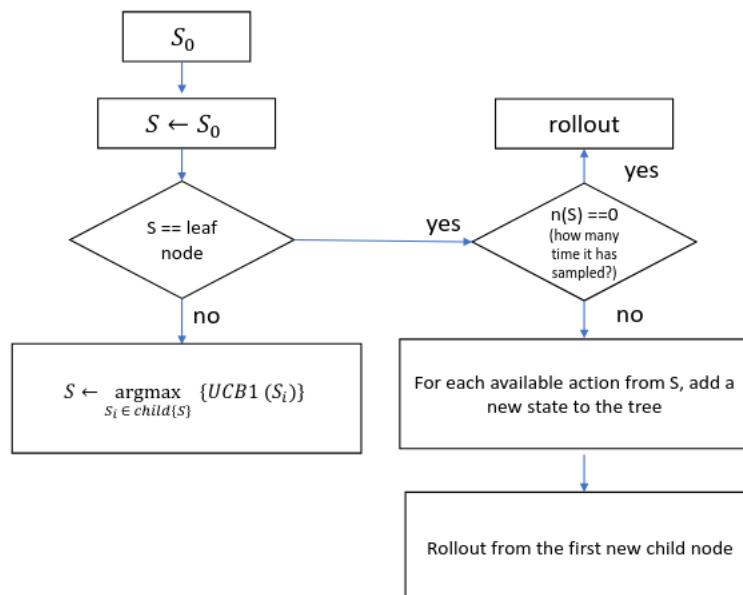 S₀
S ← S₀
rollout
yes
S == leaf
node
yes
n(S) ==0
(how many
time it has
sampled?)
no
no
S ← argmax {UCB1 (Sᵢ)}
Sᵢ ∈ child{S}
For each available action from S, add a
new state to the tree
Rollout from the first new child node